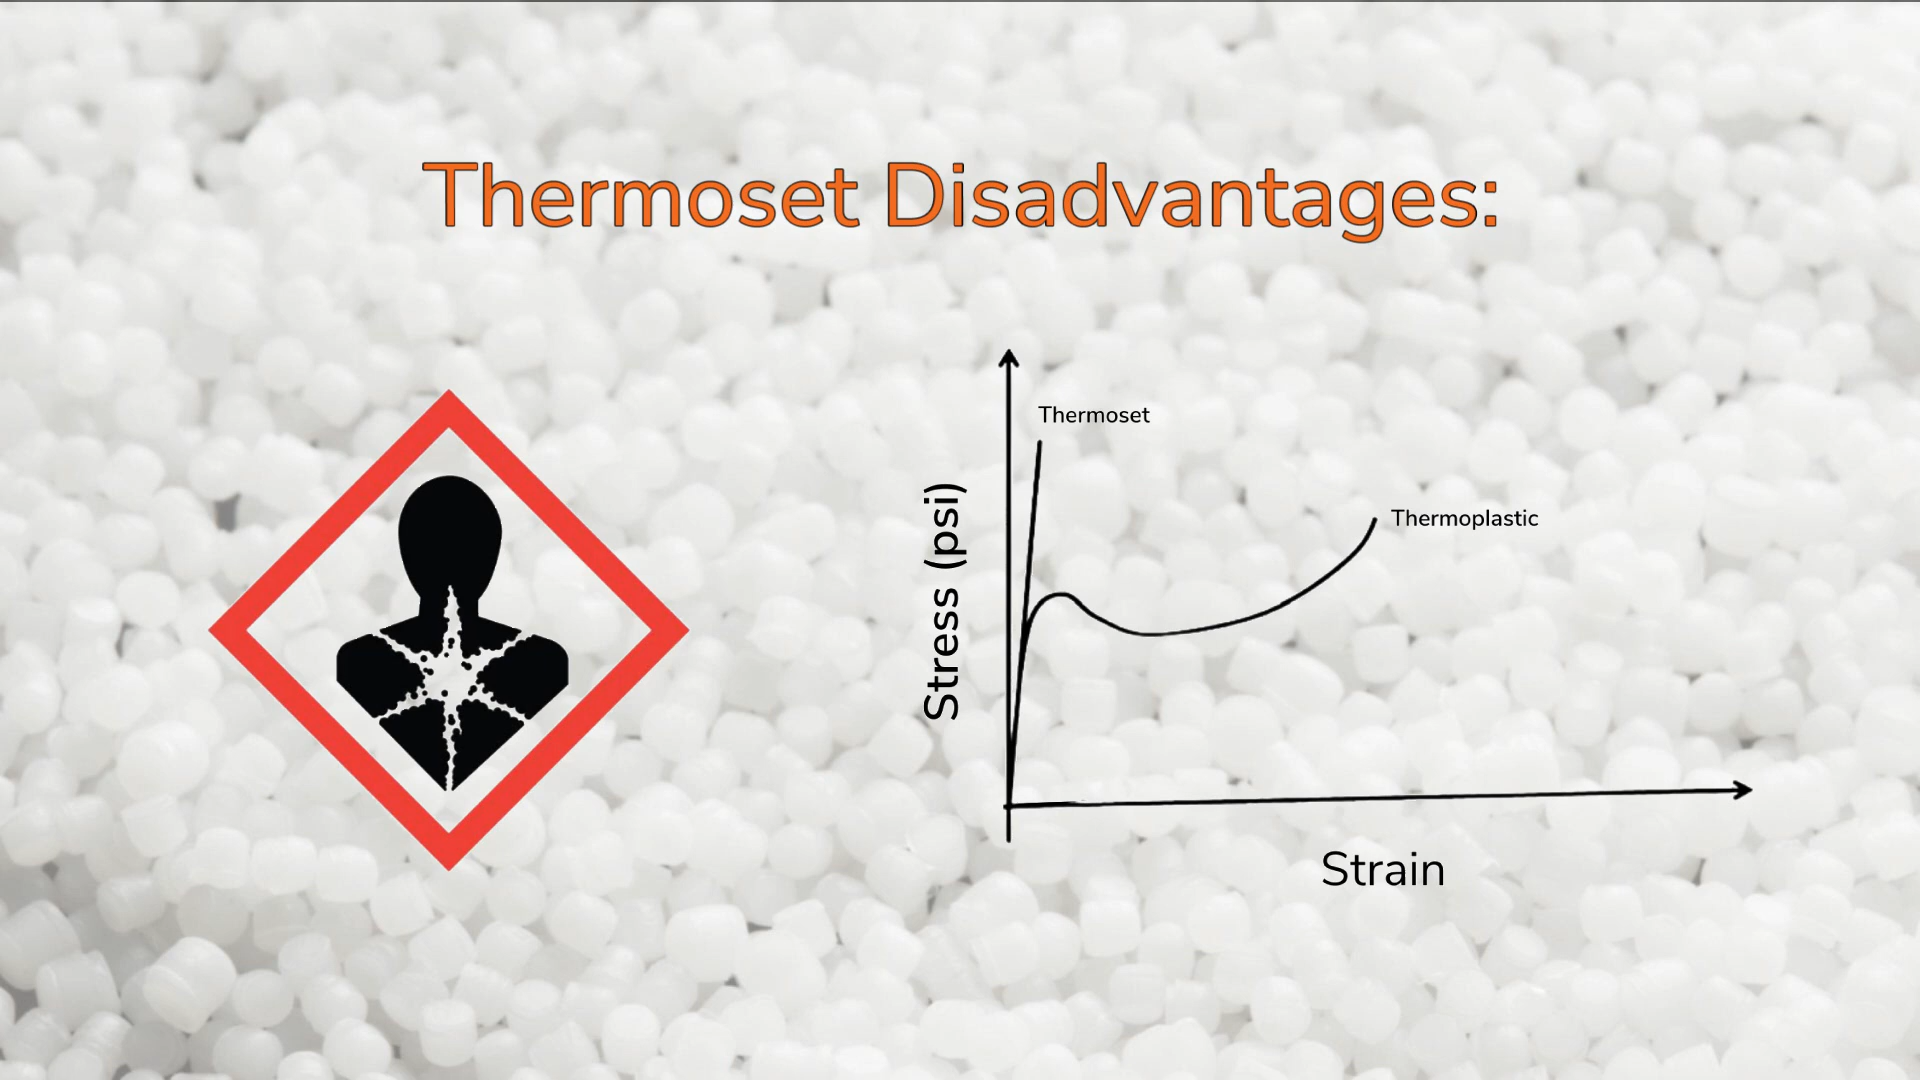 Thermoset Disadvantages:
Thermoset
Thermoplastic
Stress (psi)
Strain